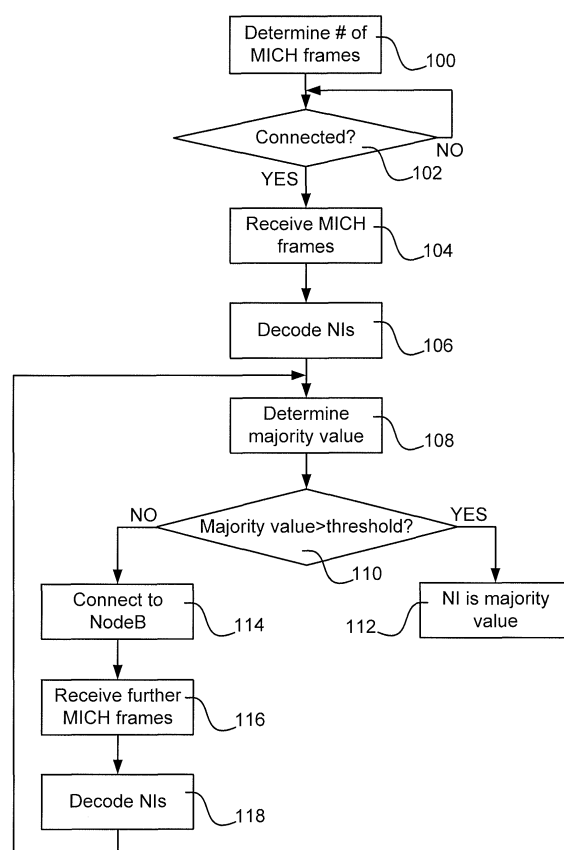 Determine # of
MICH frames
100
Connected?
NO
102
YES
Receive MICH
frames
104
Decode NIs
106
Determine
majority value
108
NO
Majority value>threshold?
YES
110
Connect to
NodeB
114
112
NI is majority
value
Receive further
MICH frames
116
Decode NIs
118